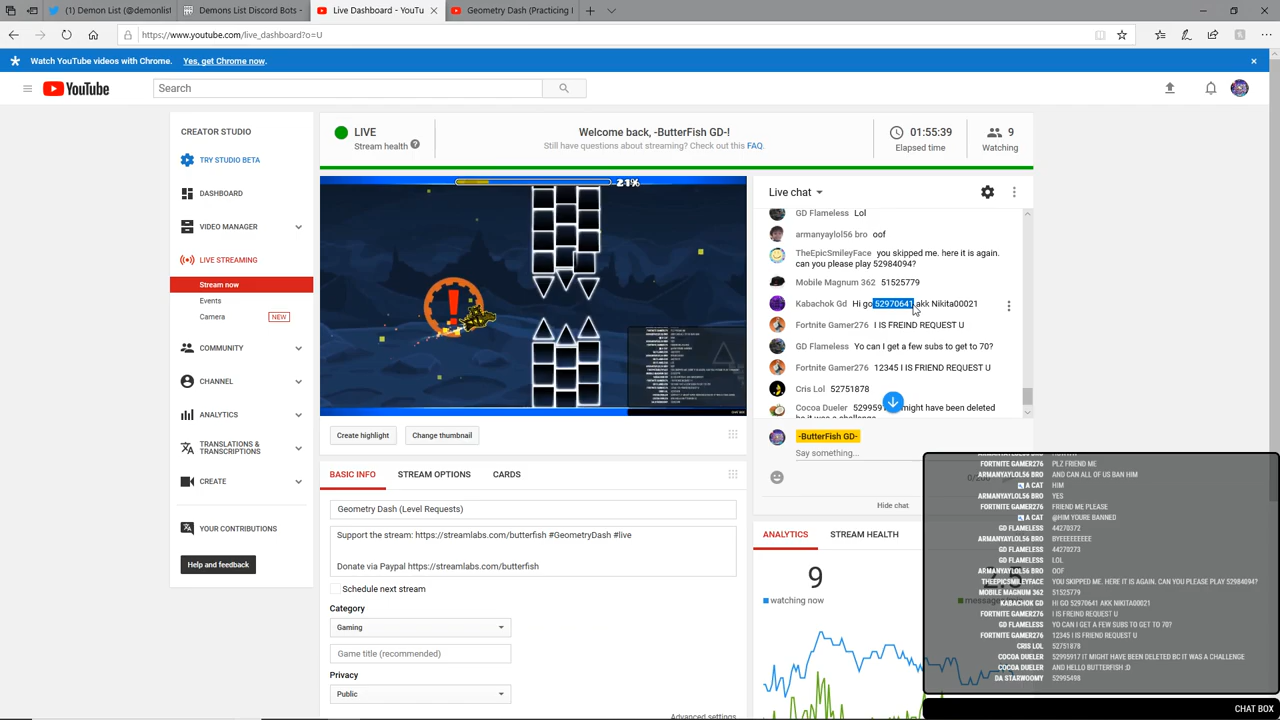 1) Demon List (@demonlist
Demons List Discord Bots -
Live Dashboard - YouTu
Geometry Dash (Practicing I
https://www.youtube.com/live_dashboard?o=U
Watch YouTube videos with Chrome. Yes, get Chrome now.
YouTube
Search
CREATOR STUDIO
TRY STUDIO BETA
DASHBOARD
VIDEO MANAGER
LIVE STREAMING
Stream now
Events
Camera
NEW
COMMUNITY
CHANNEL
ANALYTICS
TRANSLATIONS &
TRANSCRIPTIONS
CREATE
YOUR CONTRIBUTIONS
Help and feedback
LIVE
Stream health
Welcome back, -ButterFish GD-!
Still have questions about streaming? Check out this FAQ.
01:55:39
Elapsed time
9
Watching
21%
Create highlight
Change thumbnail
BASIC INFO
STREAM OPTIONS
CARDS
Geometry Dash (Level Requests)
Support the stream: https://streamlabs.com/butterfish #GeometryDash #live
Donate via Paypal https://streamlabs.com/butterfish
Schedule next stream
Category
Gaming
Game title (recommended)
Privacy
Public
Advanced settings
Live chat
GD Flameless Lol
armanyaylol56 bro oof
TheEpicSmileyFace you skipped me. here it is again.
can you please play 52984094?
Mobile Magnum 362 51525779
Kabachok Gd Hi go 52970641 akk Nikita00021
Fortnite Gamer276 I IS FREIND REQUEST U
GD Flameless Yo can I get a few subs to get to 70?
Fortnite Gamer276 12345 I IS FRIEND REQUEST U
Cris Lol 52751878
Cocoa Dueler 5299591 might have been deleted
bc it was a challenge
-ButterFish GD-
Say something...
0/200
Hide chat
ANALYTICS
STREAM HEALTH
9
watching now
FORTNITE GAMER276 PLZ FRIEND ME
ARMANYAYLOL56 BRO AND CAN ALL OF US BAN HIM
A CAT HIM
ARMANYAYLOL56 BRO YES
FORTNITE GAMER276 FRIEND ME PLEASE
A CAT @HIM YOURE BANNED
GD FLAMELESS 44270372
ARMANYAYLOL56 BRO BYEEEEEEEEE
GD FLAMELESS 44270273
GD FLAMELESS LOL
ARMANYAYLOL56 BRO OOF
THEEPICSMILEYFACE YOU SKIPPED ME. HERE IT IS AGAIN. CAN YOU PLEASE PLAY 52984094?
MOBILE MAGNUM 362 51525779
KABACHOK GD HI GO 52970641 AKK NIKITA00021
FORTNITE GAMER276 I IS FREIND REQUEST U
GD FLAMELESS YO CAN I GET A FEW SUBS TO GET TO 70?
FORTNITE GAMER276 12345 I IS FRIEND REQUEST U
CRIS LOL 52751878
COCOA DUELER 52995917 IT MIGHT HAVE BEEN DELETED BC IT WAS A CHALLENGE
COCOA DUELER AND HELLO BUTTERFISH :D
DA STARWOOMY 52995498
CHAT BOX